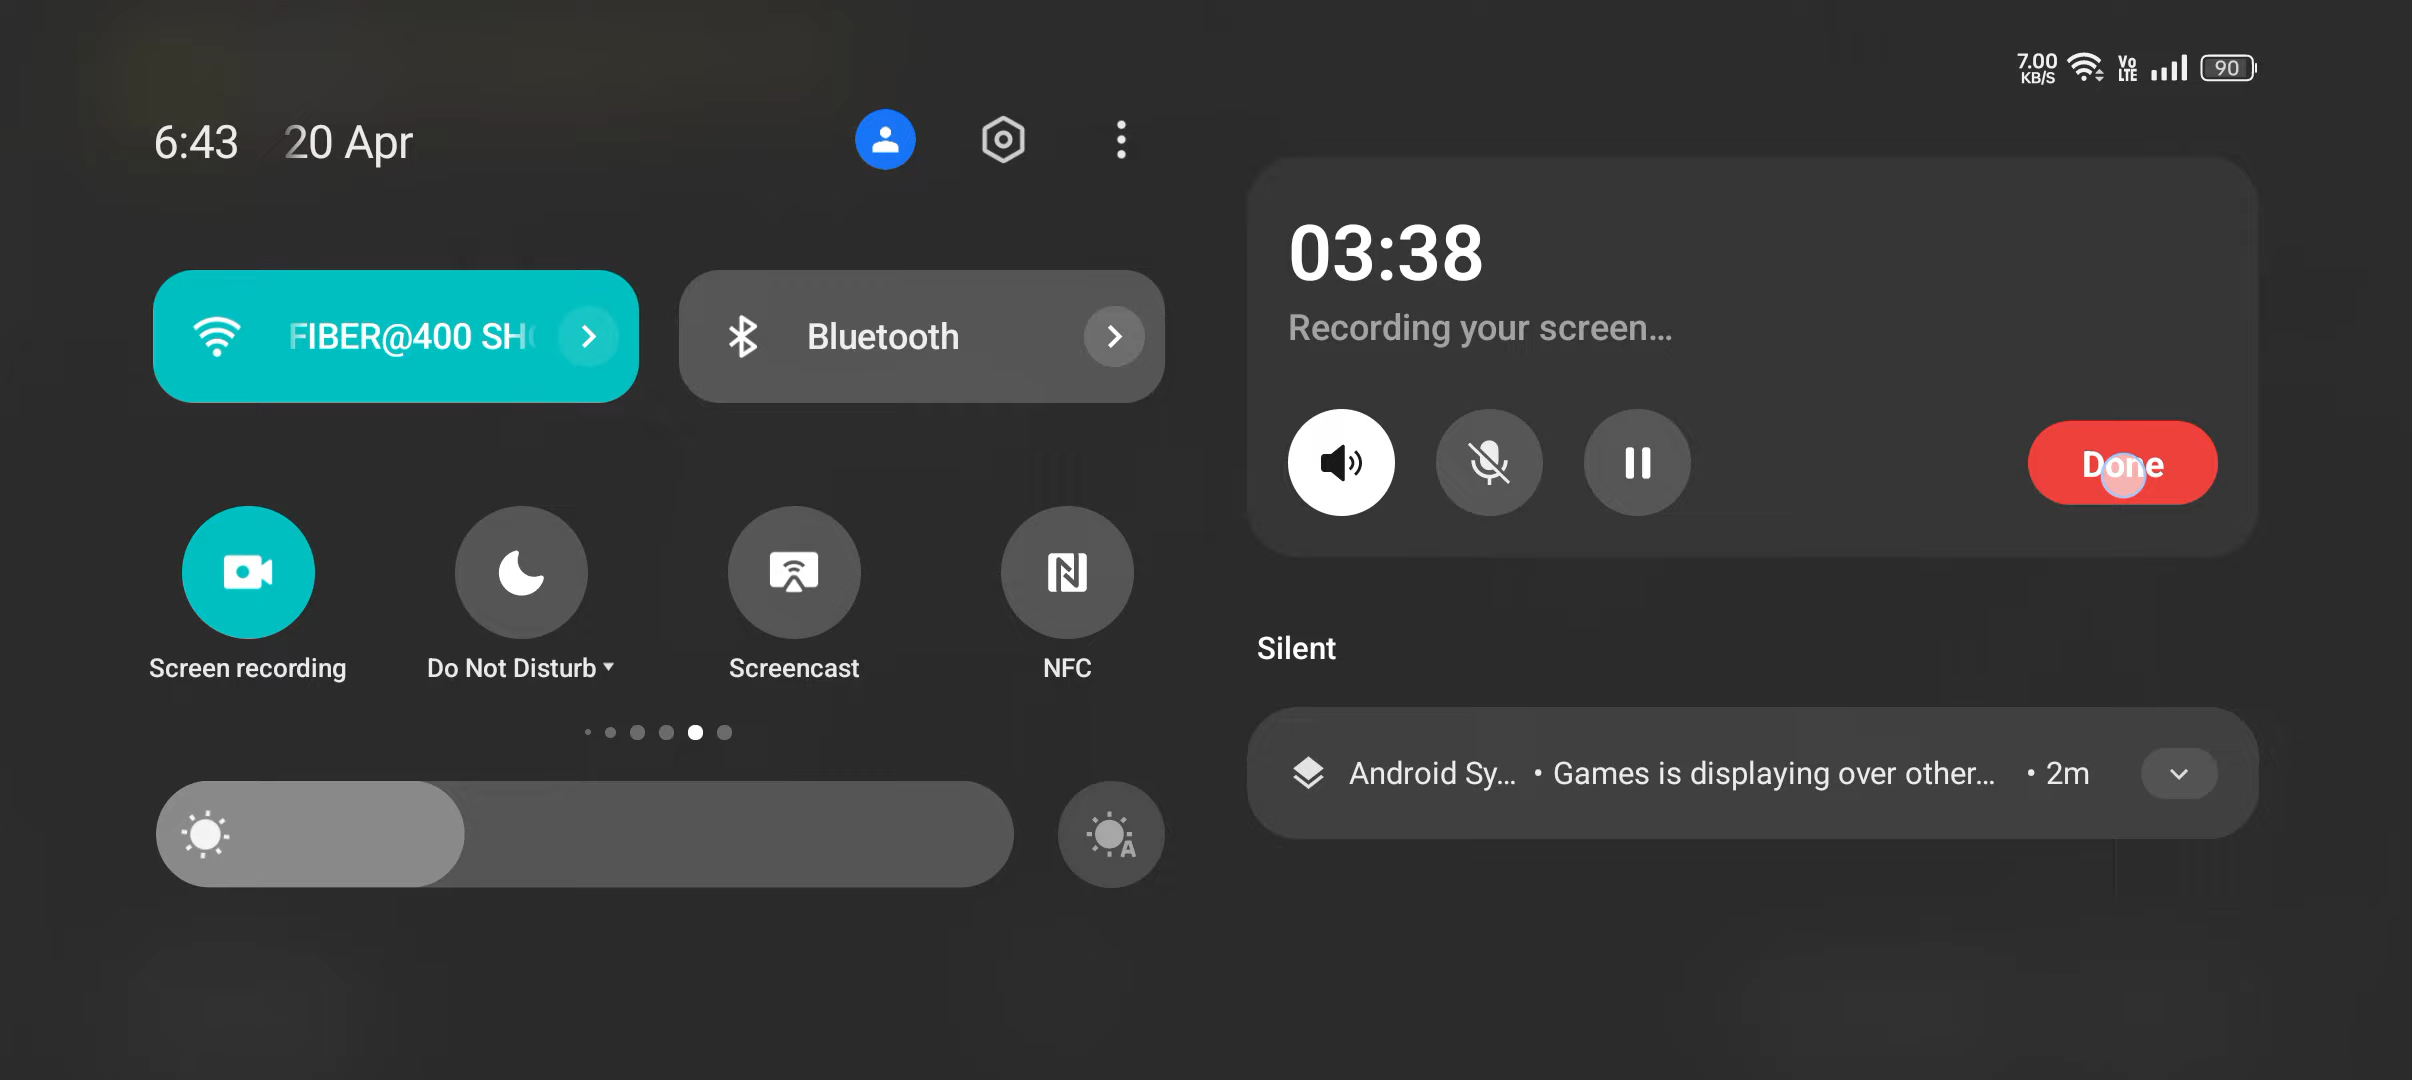 7.00
KB/S
Vo
LTE
90
6:43 20 Apr
FIBER@400 SH
Bluetooth
03:38
Recording your screen...
Done
Screen recording
Do Not Disturb
Screencast
NFC
A
Silent
Android Sy... • Games is displaying over other... • 2m